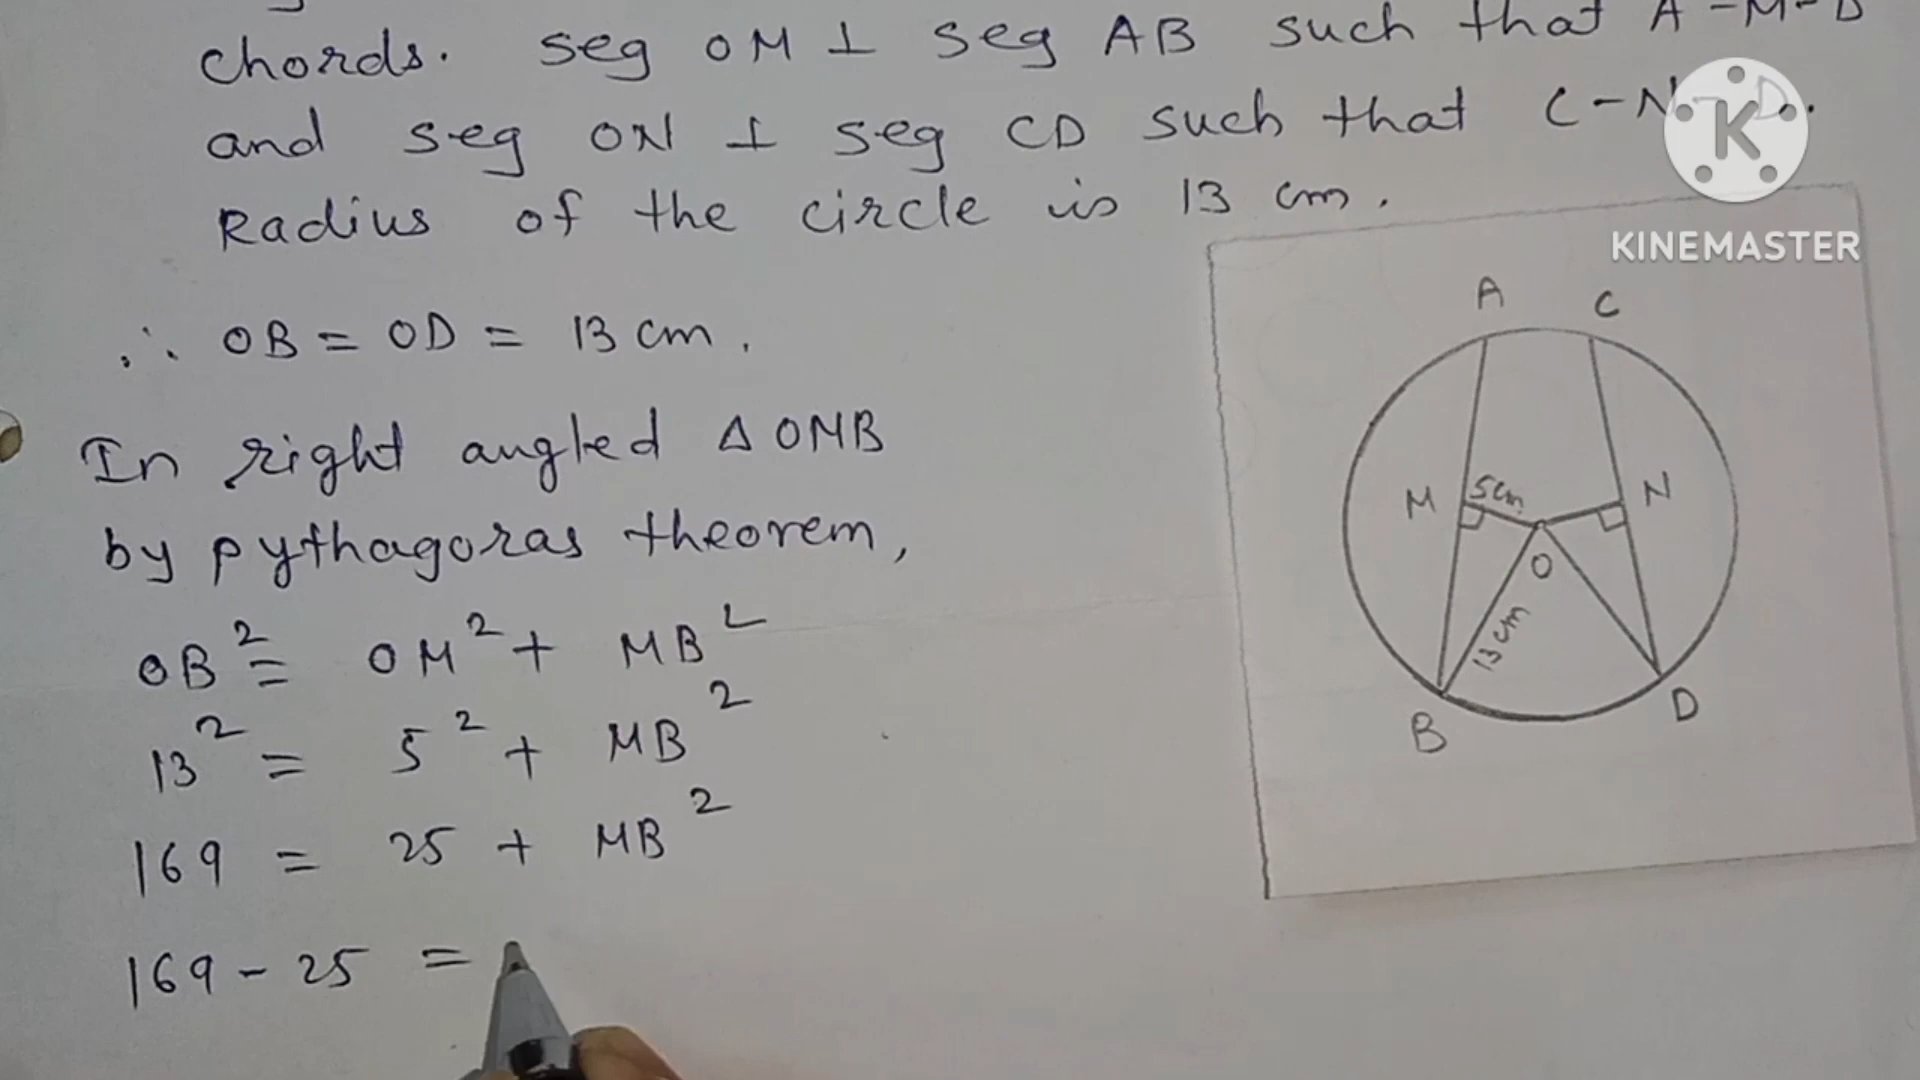 chords. seg OM ⊥ seg AB such that A-M-B
and seg ON ⊥ seg CD such that C-N-D.
Radius of the circle is 13 cm.
KINEMASTER
∴ OB = OD = 13 cm.
In right angled Δ OMB
by pythagoras theorem,
OB² = OM² + MB²
13² = 5² + MB²
169 = 25 + MB²
169 - 25 =
A C
M 5cm N
O
13 cm
B D
K